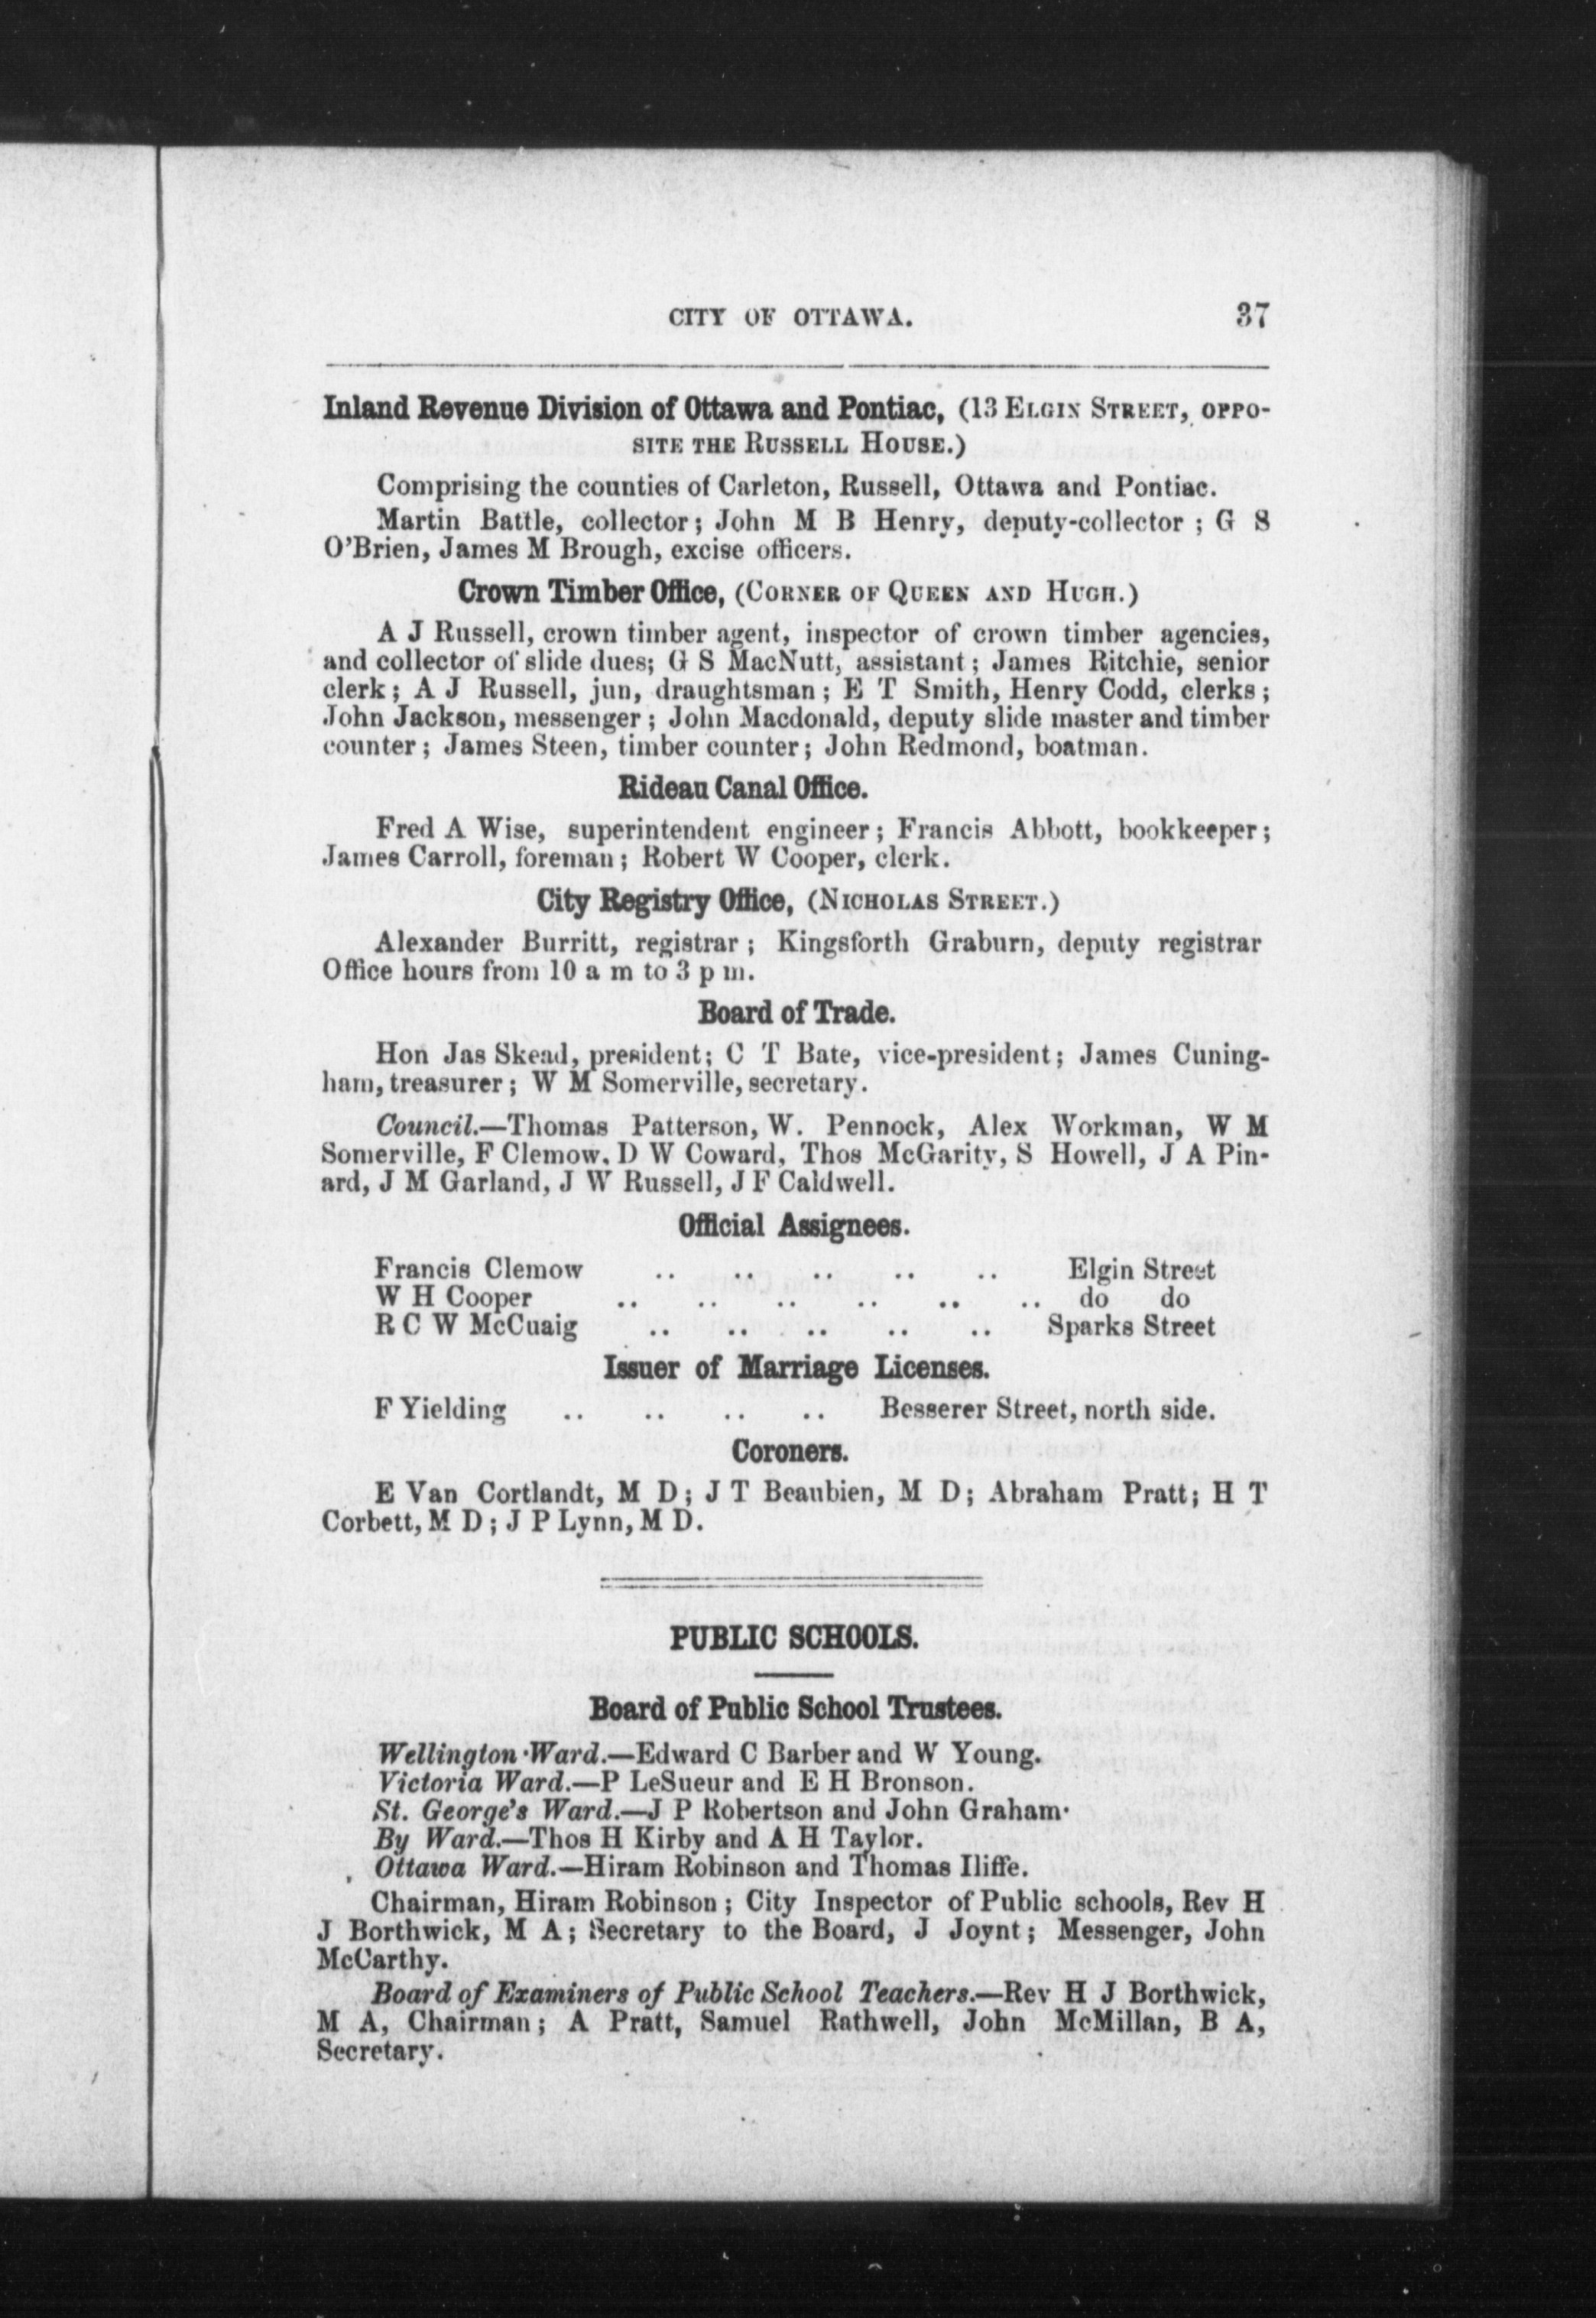 CITY OF OTTAWA. 37
Inland Revenue Division of Ottawa and Pontiac, (13 ELGIN STREET, OPPO-
SITE THE RUSSELL HOUSE.)
Comprising the counties of Carleton, Russell, Ottawa and Pontiac.
Martin Battle, collector; John M B Henry, deputy-collector ; G S
O'Brien, James M Brough, excise officers.
Crown Timber Office, (CORNER OF QUEEN AND HUGH.)
A J Russell, crown timber agent, inspector of crown timber agencies,
and collector of slide dues; G S MacNutt, assistant ; James Ritchie, senior
clerk ; A J Russell, jun, draughtsman ; E T Smith, Henry Codd, clerks ;
John Jackson, messenger ; John Macdonald, deputy slide master and timber
counter ; James Steen, timber counter ; John Redmond, boatman.
Rideau Canal Office.
Fred A Wise, superintendent engineer ; Francis Abbott, bookkeeper ;
James Carroll, foreman ; Robert W Cooper, clerk.
City Registry Office, (NICHOLAS STREET.)
Alexander Burritt, registrar ; Kingsforth Graburn, deputy registrar
Office hours from 10 a m to 3 p m.
Board of Trade.
Hon Jas Skead, president; C T Bate, vice-president ; James Cuning-
ham, treasurer ; W M Somerville, secretary.
Council.—Thomas Patterson, W. Pennock, Alex Workman, W M
Somerville, F Clemow, D W Coward, Thos McGarity, S Howell, J A Pin-
ard, J M Garland, J W Russell, J F Caldwell.
Official Assignees.
Francis Clemow .. .. .. .. .. Elgin Street
W H Cooper .. .. .. .. .. .. do do
R C W McCuaig .. .. .. .. .. Sparks Street
Issuer of Marriage Licenses.
F Yielding .. .. .. .. Besserer Street, north side.
Coroners.
E Van Cortlandt, M D; J T Beaubien, M D; Abraham Pratt; H T
Corbett, M D ; J P Lynn, M D.
PUBLIC SCHOOLS.
Board of Public School Trustees.
Wellington Ward.—Edward C Barber and W Young.
Victoria Ward.—P LeSueur and E H Bronson.
St. George's Ward.—J P Robertson and John Graham.
By Ward.—Thos H Kirby and A H Taylor.
Ottawa Ward.—Hiram Robinson and Thomas Iliffe.
Chairman, Hiram Robinson ; City Inspector of Public schools, Rev H
J Borthwick, M A ; Secretary to the Board, J Joynt ; Messenger, John
McCarthy.
Board of Examiners of Public School Teachers.—Rev H J Borthwick,
M A, Chairman ; A Pratt, Samuel Rathwell, John McMillan, B A,
Secretary.